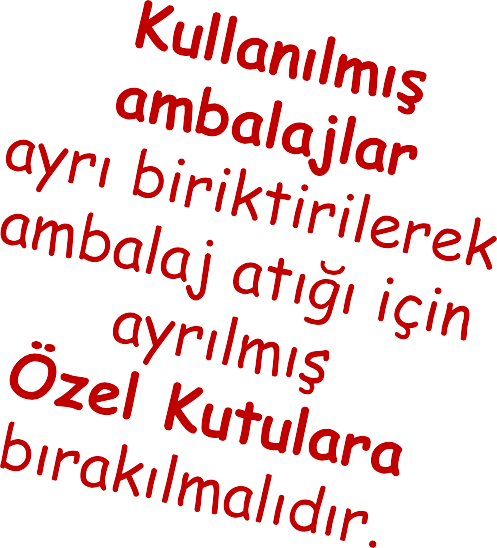 Kullanılmış
ambalajlar
ayrı biriktirilerek
ambalaj atığı için
ayrılmış
Özel Kutulara
bırakılmalıdır.